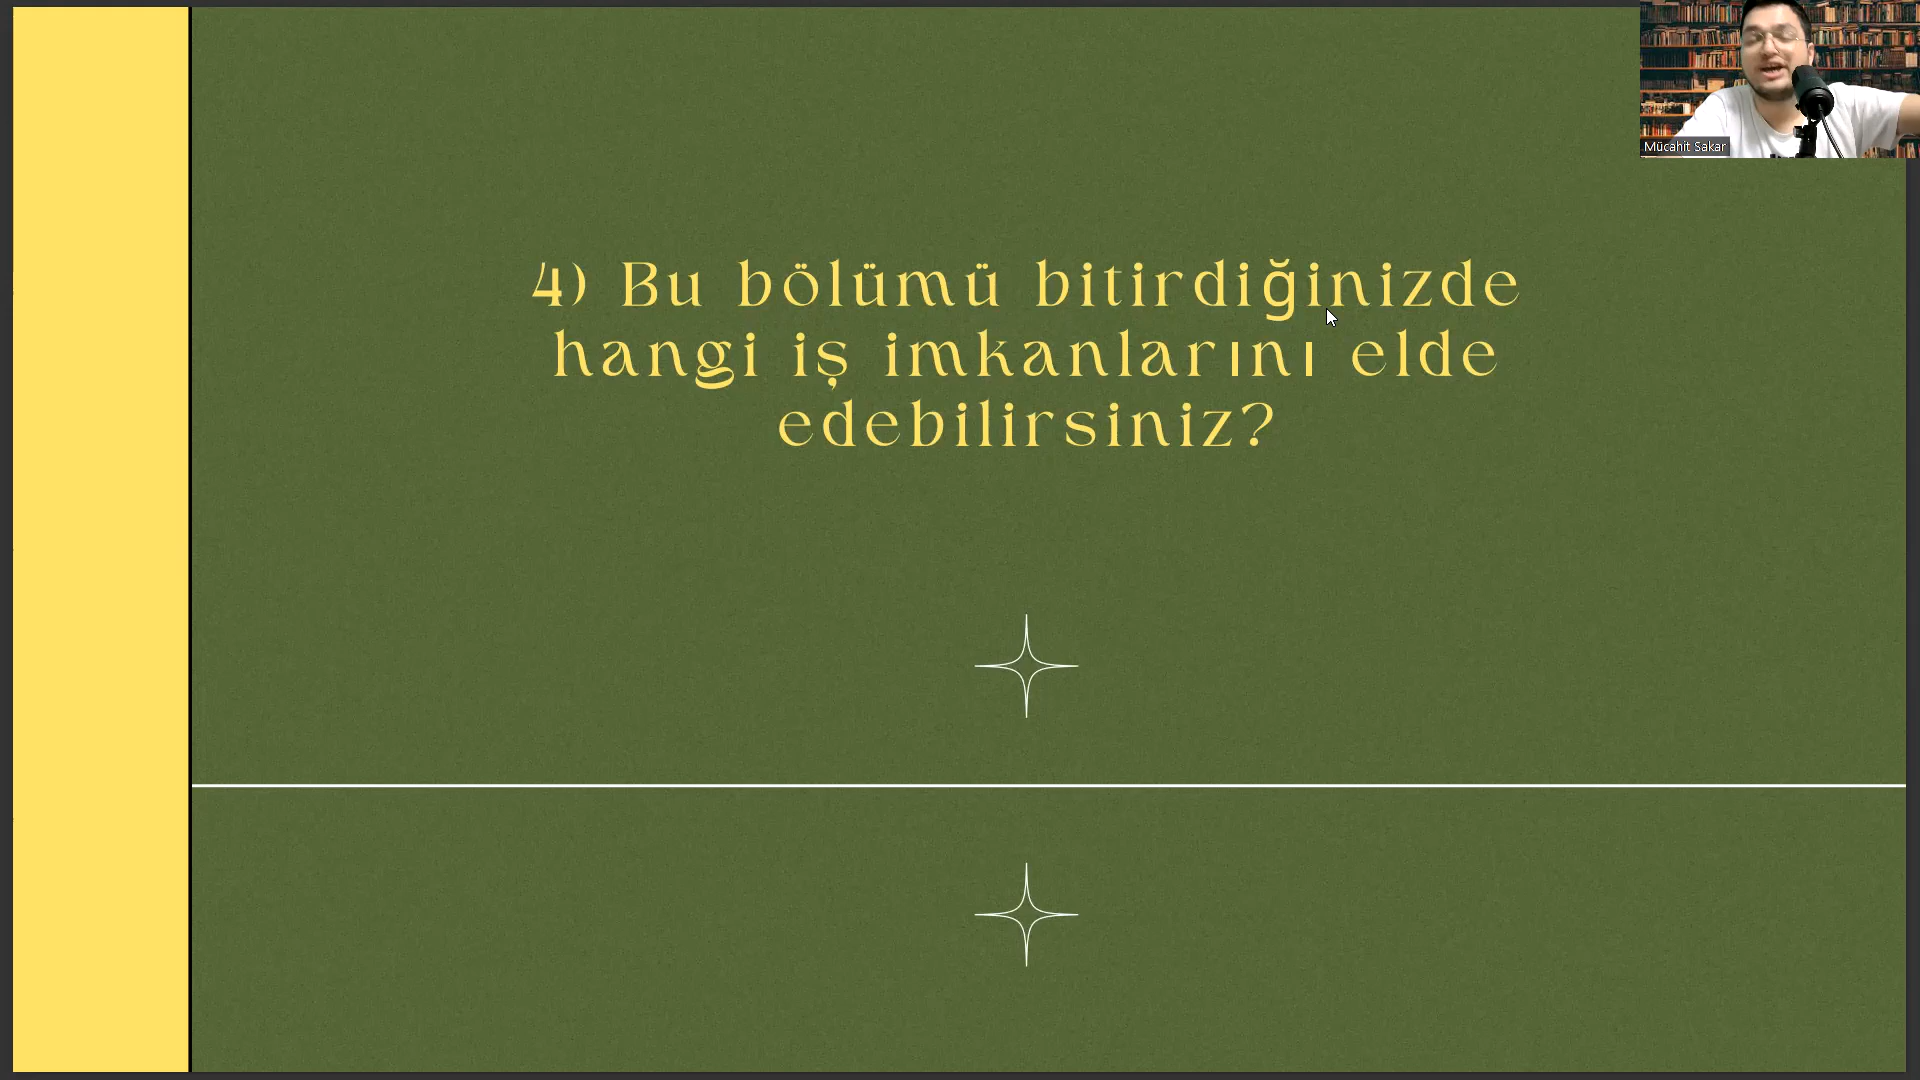 4) Bu bölümü bitirdiğinizde
hangi iş imkanlarını elde
edebilirsiniz?
Mücahit Sakar